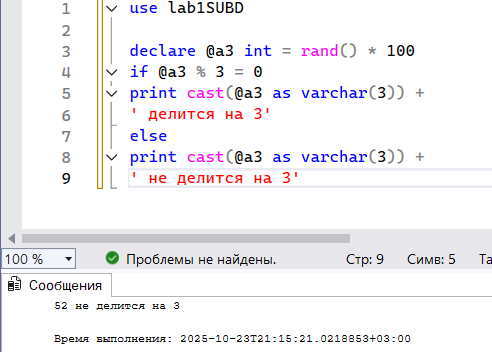 1 use lab1SUBD
2
3 declare @a3 int = rand() * 100
4 if @a3 % 3 = 0
5 print cast(@a3 as varchar(3)) +
6 ' делится на 3'
7 else
8 print cast(@a3 as varchar(3)) +
9 ' не делится на 3'
100 % Проблемы не найдены. Стр: 9 Симв: 5 Та
Сообщения
52 не делится на 3
Время выполнения: 2025-10-23T21:15:21.0218853+03:00